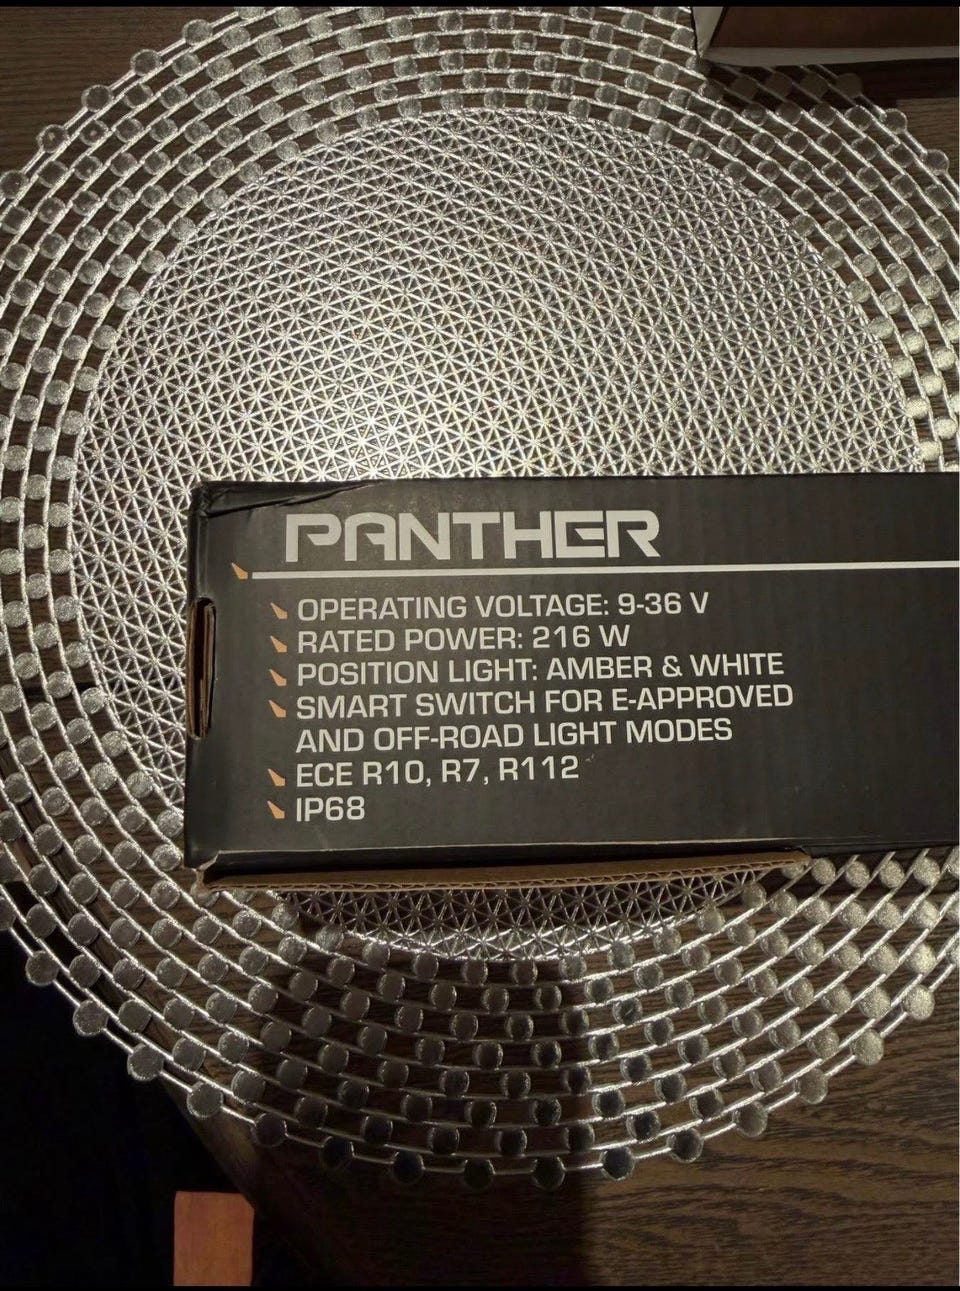 PANTHER
OPERATING VOLTAGE: 9-36 V
RATED POWER: 216 W
POSITION LIGHT: AMBER & WHITE
SMART SWITCH FOR E-APPROVED
AND OFF-ROAD LIGHT MODES
ECE R10, R7, R112
IP68